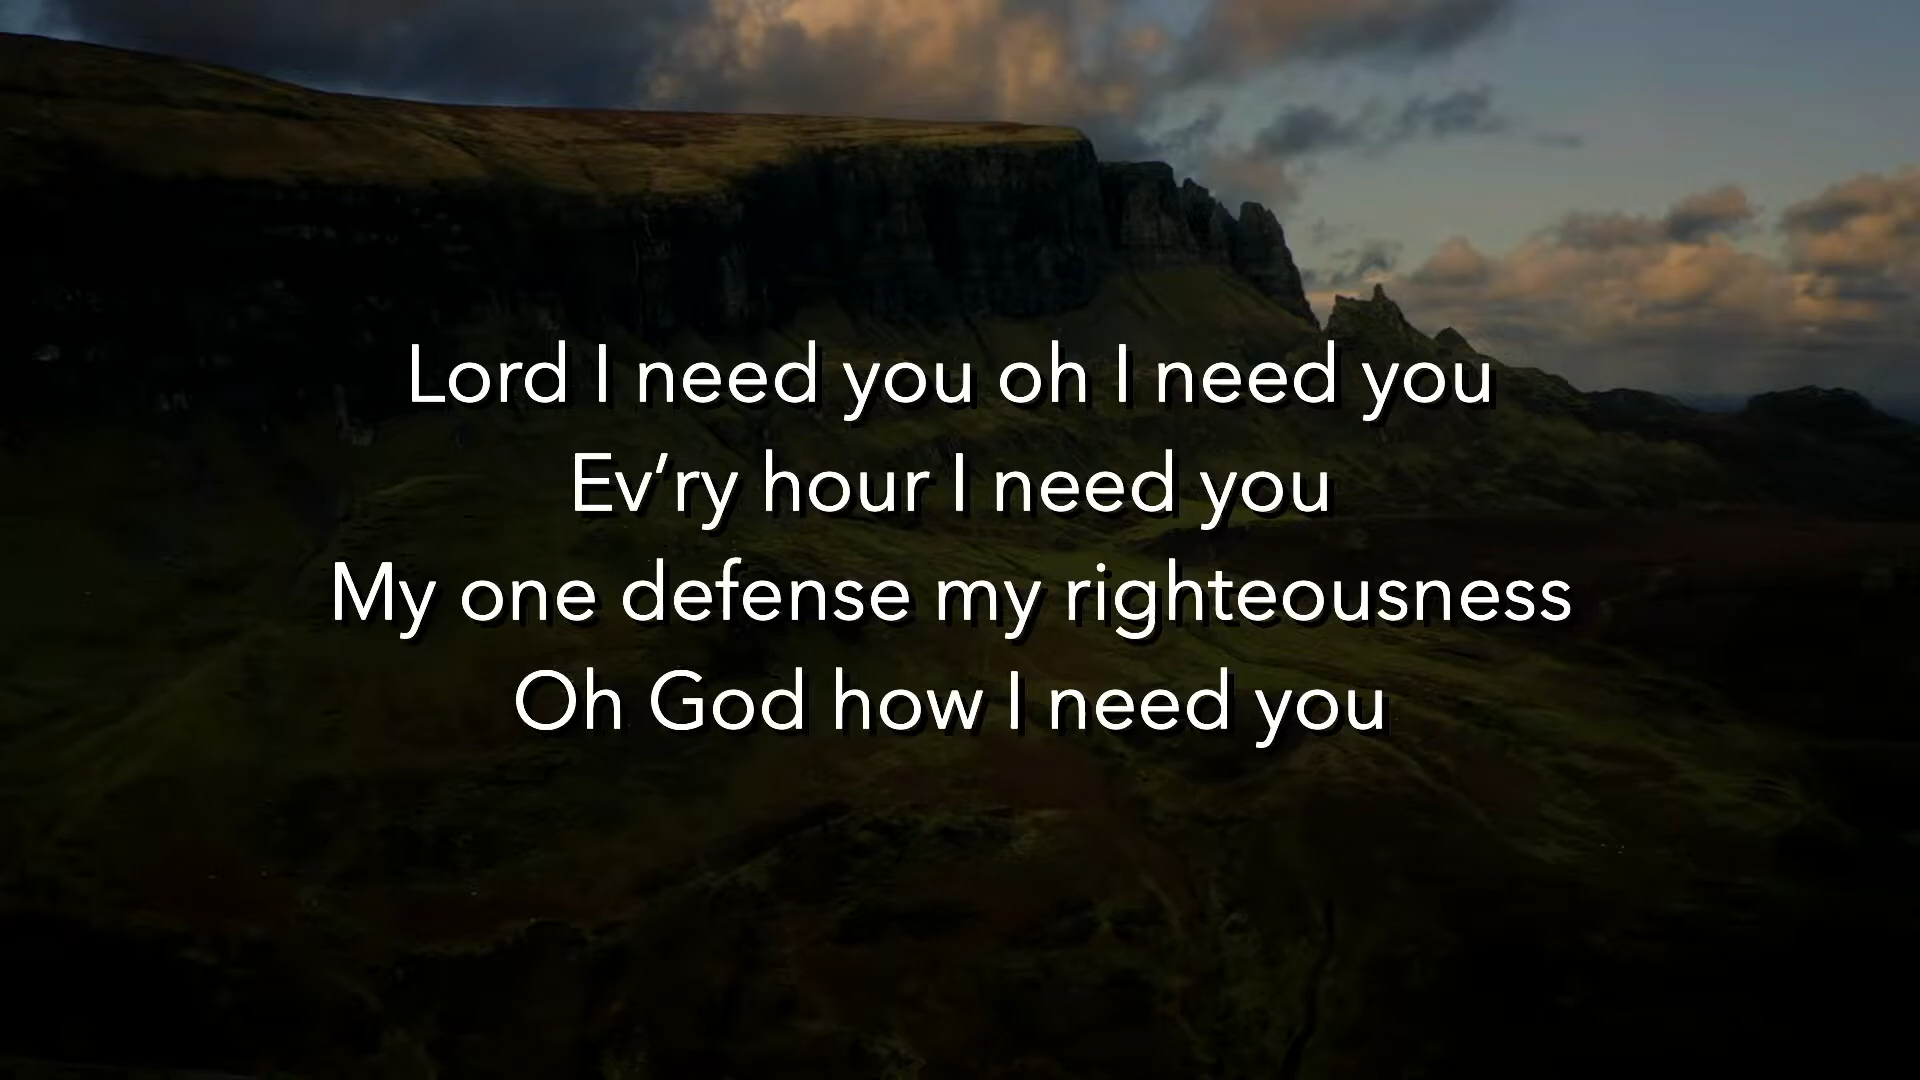 Lord I need you oh I need you
Ev’ry hour I need you
My one defense my righteousness
Oh God how I need you